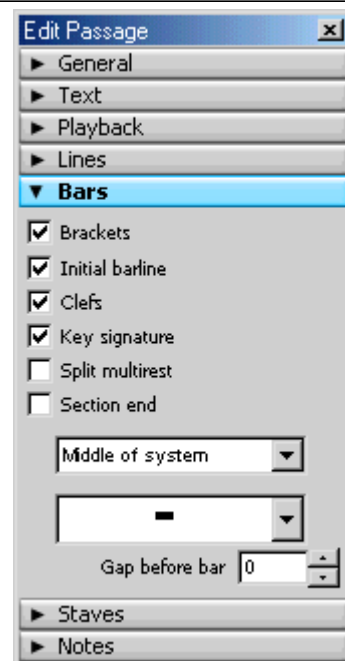 Edit Passage
General
Text
Playback
Lines
Bars
Brackets
Initial barline
Clefs
Key signature
Split multirest
Section end
Middle of system
Gap before bar 0
Staves
Notes